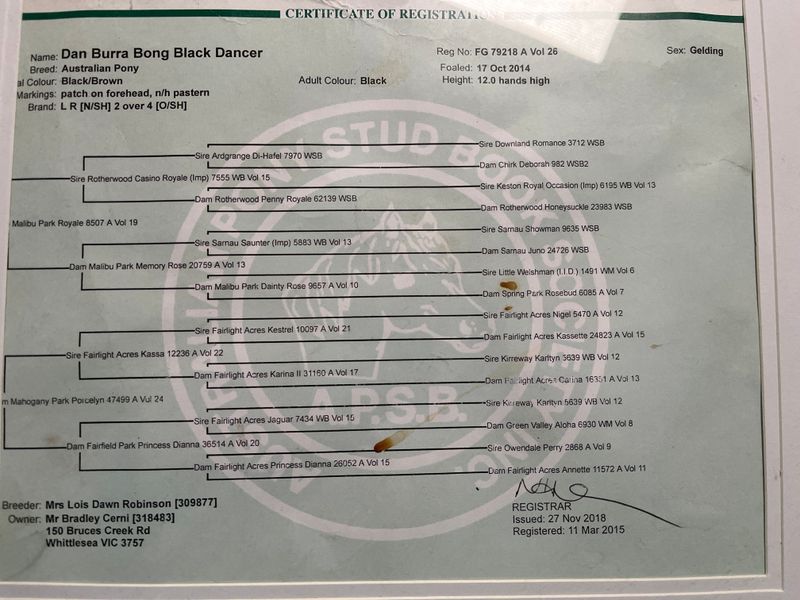 CERTIFICATE OF REGISTRATION
Name: Dan Burra Bong Black Dancer
Reg No: FG 79218 A Vol 26
Sex: Gelding
Breed: Australian Pony
Foaled: 17 Oct 2014
al Colour: Black/Brown
Adult Colour: Black
Height: 12.0 hands high
Markings: patch on forehead, n/h pastern
Brand: L R [N/SH] 2 over 4 [O/SH]
Sire Downland Romance 3712 WSB
Sire Ardgrange Di-Hafel 7970 WSB
Dam Chirk Deborah 982 WSB2
Sire Rotherwood Casino Royale (Imp) 7555 WB Vol 15
Sire Keston Royal Occasion (Imp) 6195 WB Vol 13
Dam Rotherwood Penny Royale 62139 WSB
Dam Rotherwood Honeysuckle 23983 WSB
Malibu Park Royale 8507 A Vol 19
Sire Sarnau Showman 9635 WSB
Sire Sarnau Saunter (Imp) 5883 WB Vol 13
Dam Sarnau Juno 24726 WSB
Dam Malibu Park Memory Rose 20759 A Vol 13
Sire Little Welshman (I.I.D.) 1491 WM Vol 6
Dam Malibu Park Dainty Rose 9657 A Vol 10
Dam Spring Park Rosebud 6085 A Vol 7
Sire Fairlight Acres Nigel 5470 A Vol 12
Sire Fairlight Acres Kestrel 10097 A Vol 21
Dam Fairlight Acres Kassette 24823 A Vol 15
Sire Fairlight Acres Kassa 12236 A Vol 22
Sire Kirreway Karltyn 5639 WB Vol 12
Dam Fairlight Acres Karina II 31160 A Vol 17
Dam Fairlight Acres Carina 16351 A Vol 13
m Mahogany Park Porcelyn 47499 A Vol 24
Sire Kirreway Karltyn 5639 WB Vol 12
Sire Fairlight Acres Jaguar 7434 WB Vol 15
Dam Green Valley Aloha 6930 WM Vol 8
Dam Fairfield Park Princess Dianna 36514 A Vol 20
Sire Owendale Perry 2868 A Vol 9
Dam Fairlight Acres Princess Dianna 26052 A Vol 15
Dam Fairlight Acres Annette 11572 A Vol 11
A.P.S.B.
Breeder: Mrs Lois Dawn Robinson [309877]
Owner: Mr Bradley Cerni [318483]
150 Bruces Creek Rd
Whittlesea VIC 3757
REGISTRAR
Issued: 27 Nov 2018
Registered: 11 Mar 2015